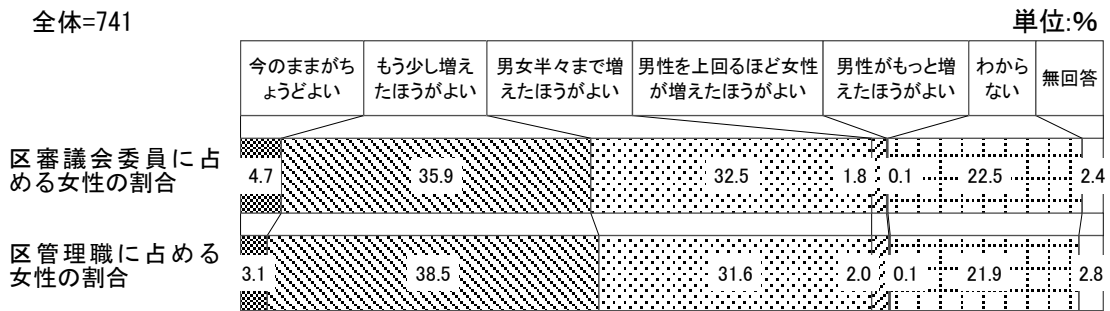 全体=741
単位:%
今のままがち
ょうどよい
もう少し増え
たほうがよい
男女半々まで増
えたほうがよい
男性を上回るほど女性
が増えたほうがよい
男性がもっと増
えたほうがよい
わから
ない
無回答
区審議会委員に占
める女性の割合
4.7 35.9 32.5 1.8 0.1 22.5 2.4
区管理職に占める
女性の割合
3.1 38.5 31.6 2.0 0.1 21.9 2.8